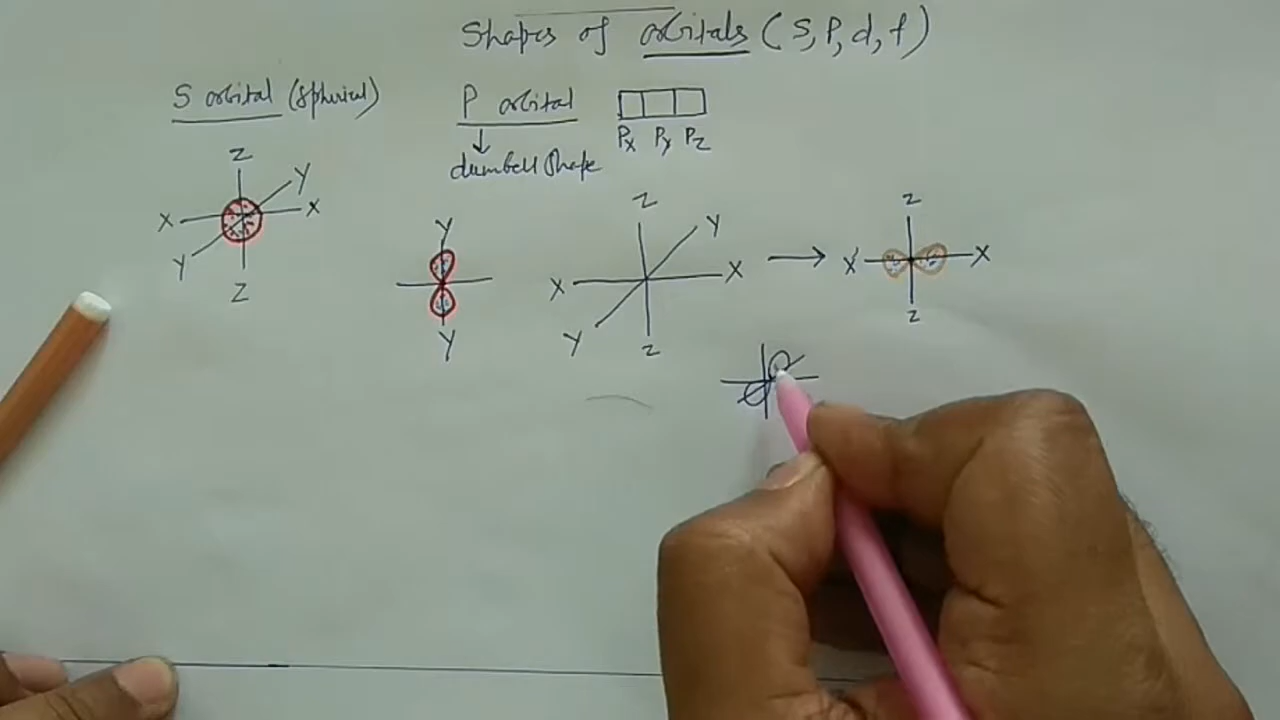 Shapes of orbitals (S, P, d, f)
S orbital (Spherical)
P orbital
Px Py Pz
dumbell Shape
Z
Y
X X
Y
Z
Y
Y
Z
Y
X X
Y
Z
Z
X' X
Z